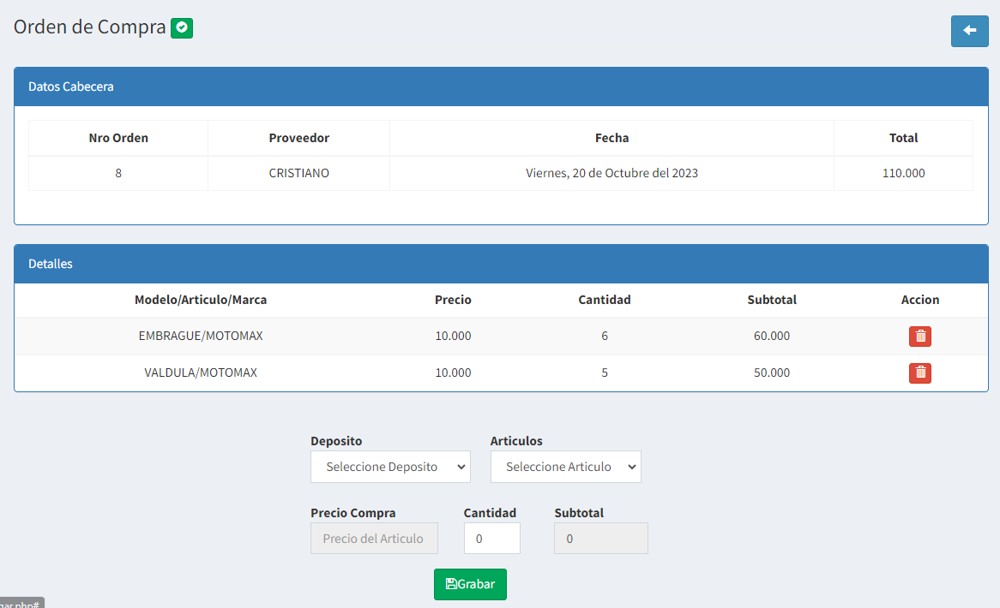 Orden de Compra
Datos Cabecera
Nro Orden Proveedor Fecha Total
8 CRISTIANO Viernes, 20 de Octubre del 2023 110.000
Detalles
Modelo/Articulo/Marca Precio Cantidad Subtotal Accion
EMBRAGUE/MOTOMAX 10.000 6 60.000
VALDULA/MOTOMAX 10.000 5 50.000
Deposito Articulos
Seleccione Deposito Seleccione Articulo
Precio Compra Cantidad Subtotal
Precio del Articulo 0 0
Grabar
gar.php#